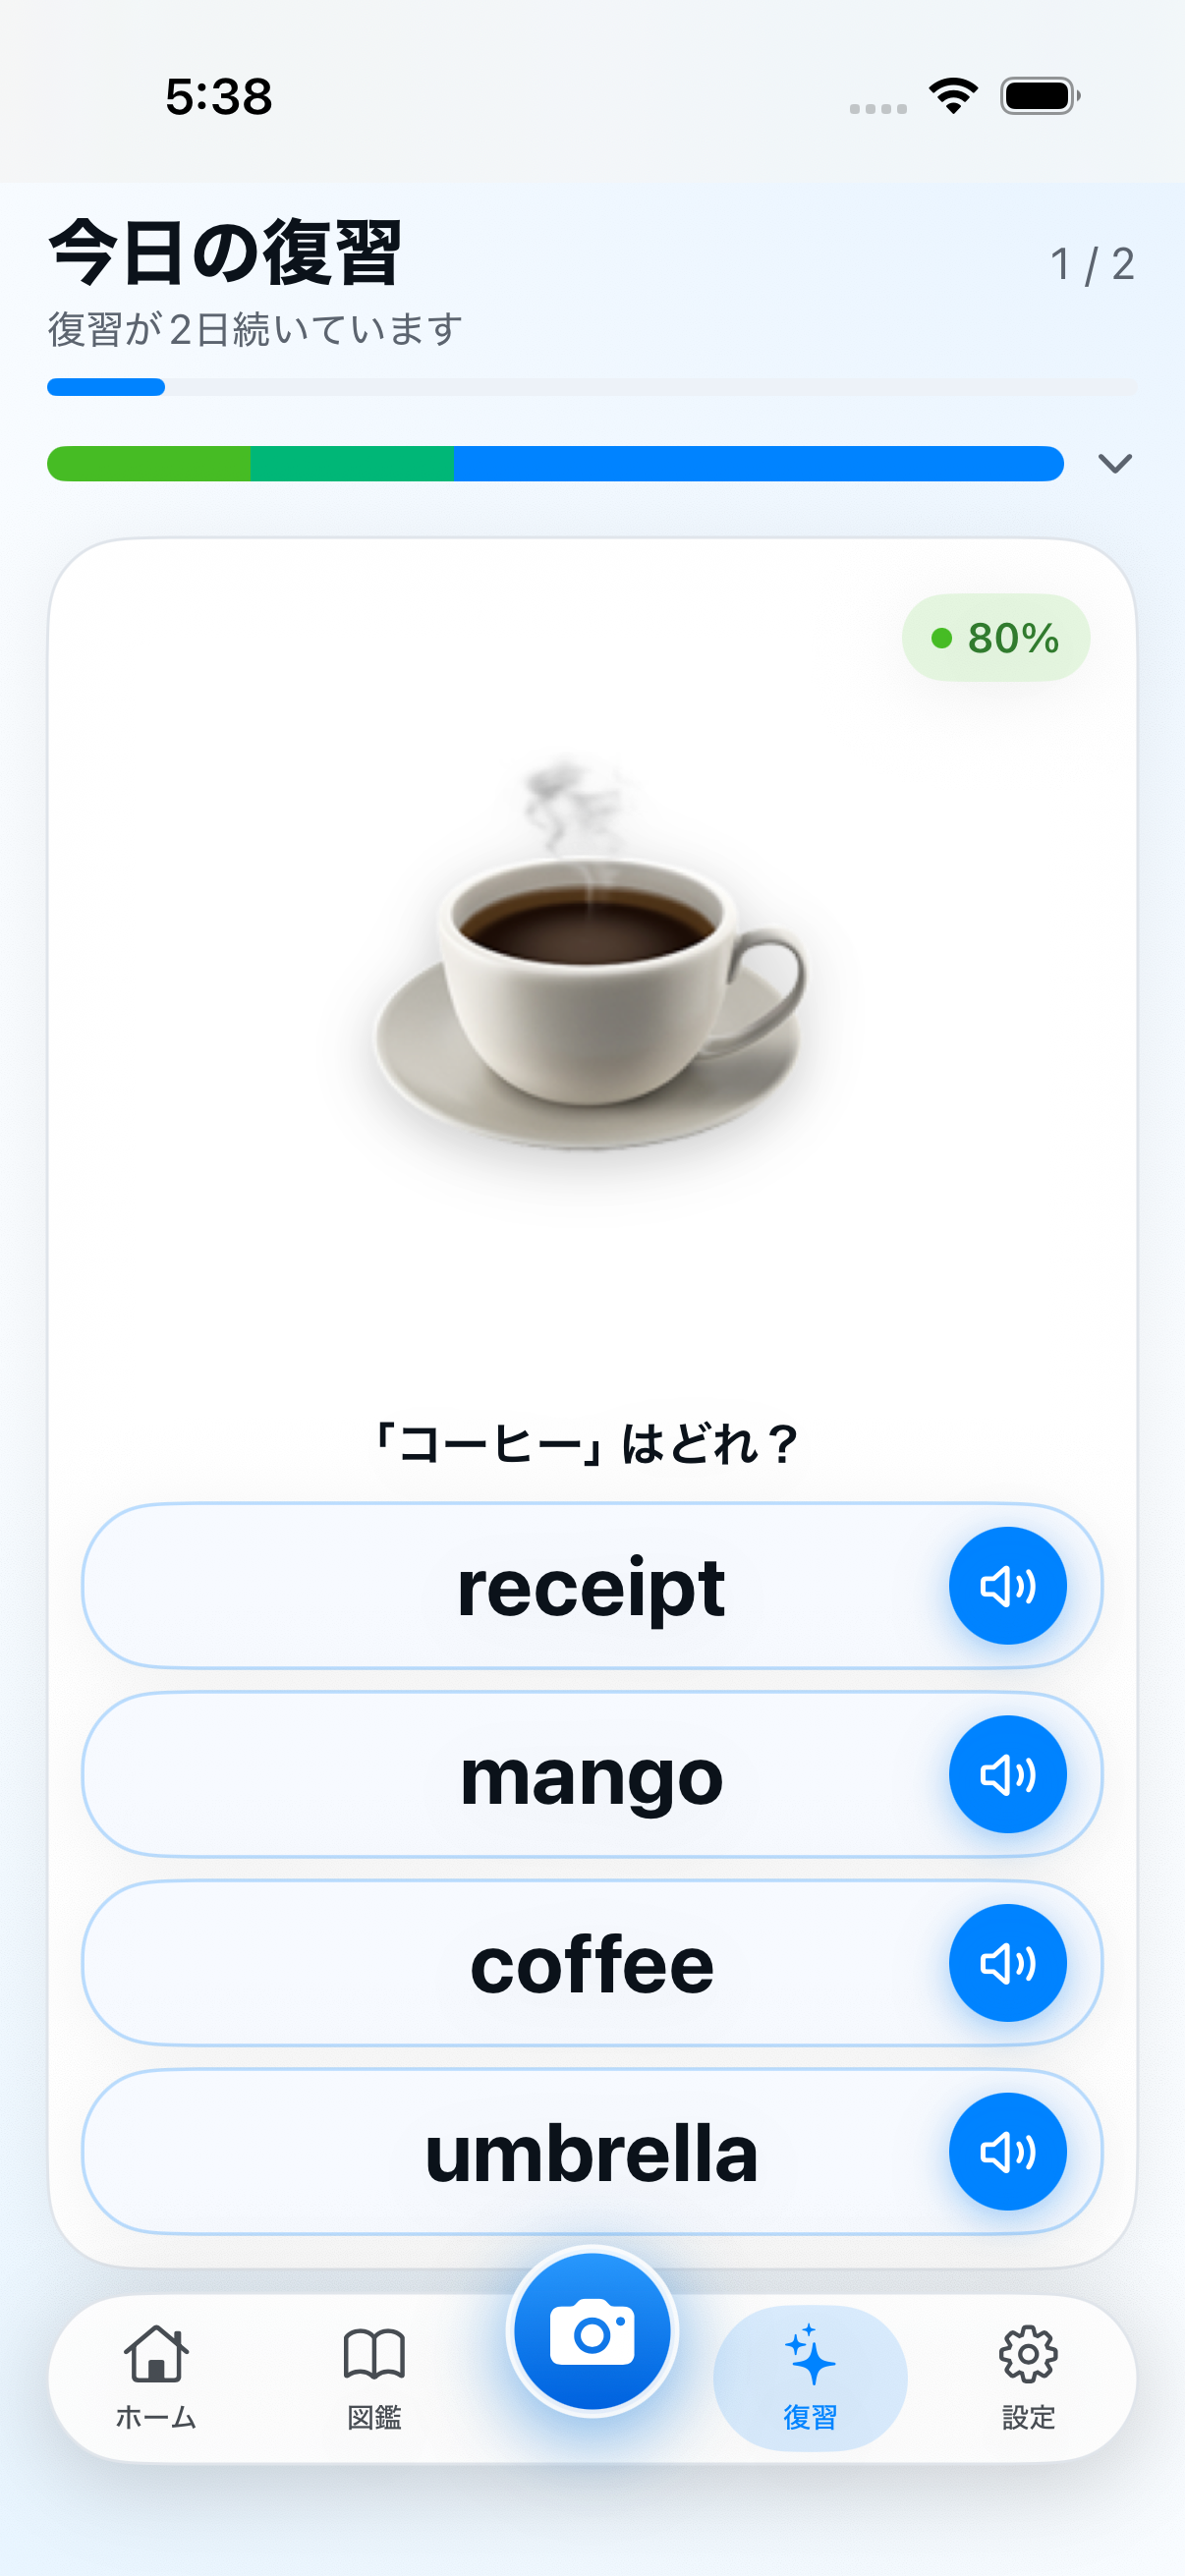 5:38
今日の復習
1 / 2
復習が2日続いています
80%
「コーヒー」はどれ？
receipt
mango
coffee
umbrella
ホーム
図鑑
復習
設定